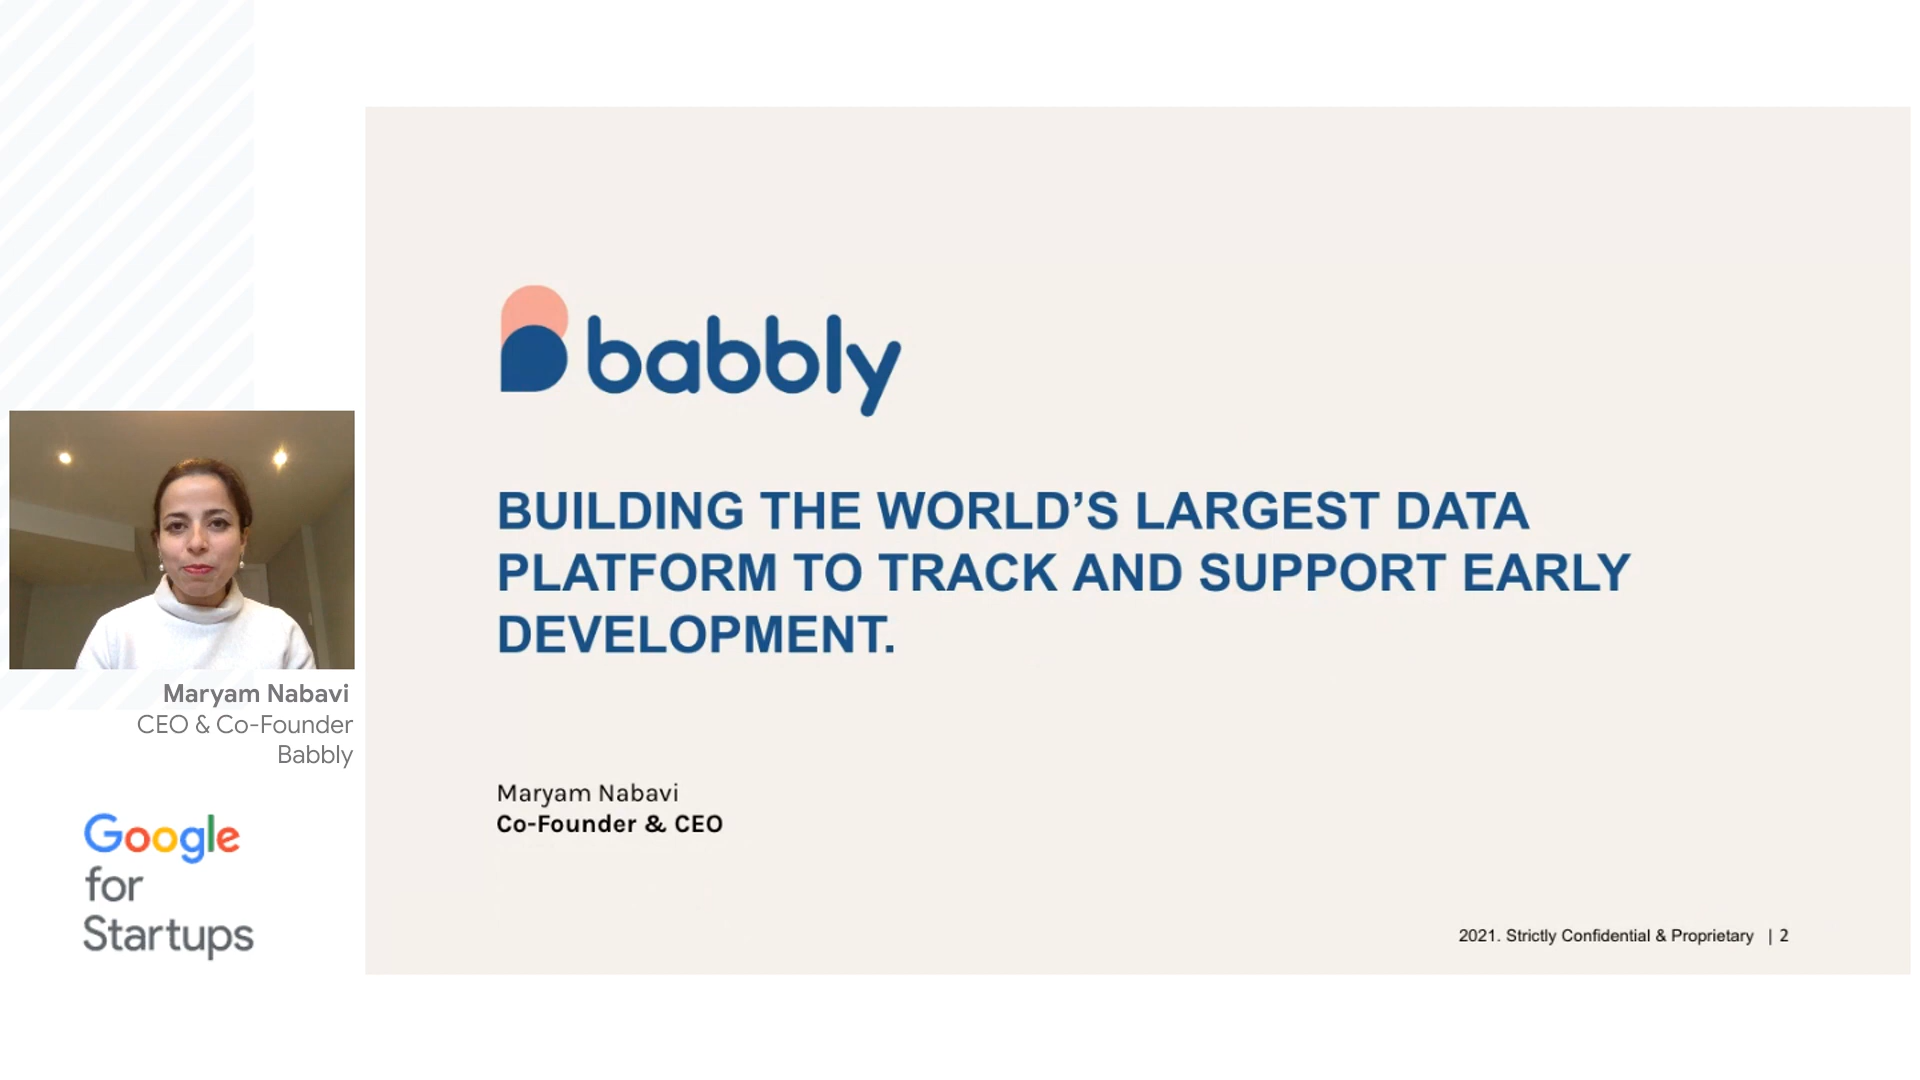 babbly
BUILDING THE WORLD’S LARGEST DATA
PLATFORM TO TRACK AND SUPPORT EARLY
DEVELOPMENT.
Maryam Nabavi
Co-Founder & CEO
2021. Strictly Confidential & Proprietary | 2
Maryam Nabavi
CEO & Co-Founder
Babbly
Google
for
Startups